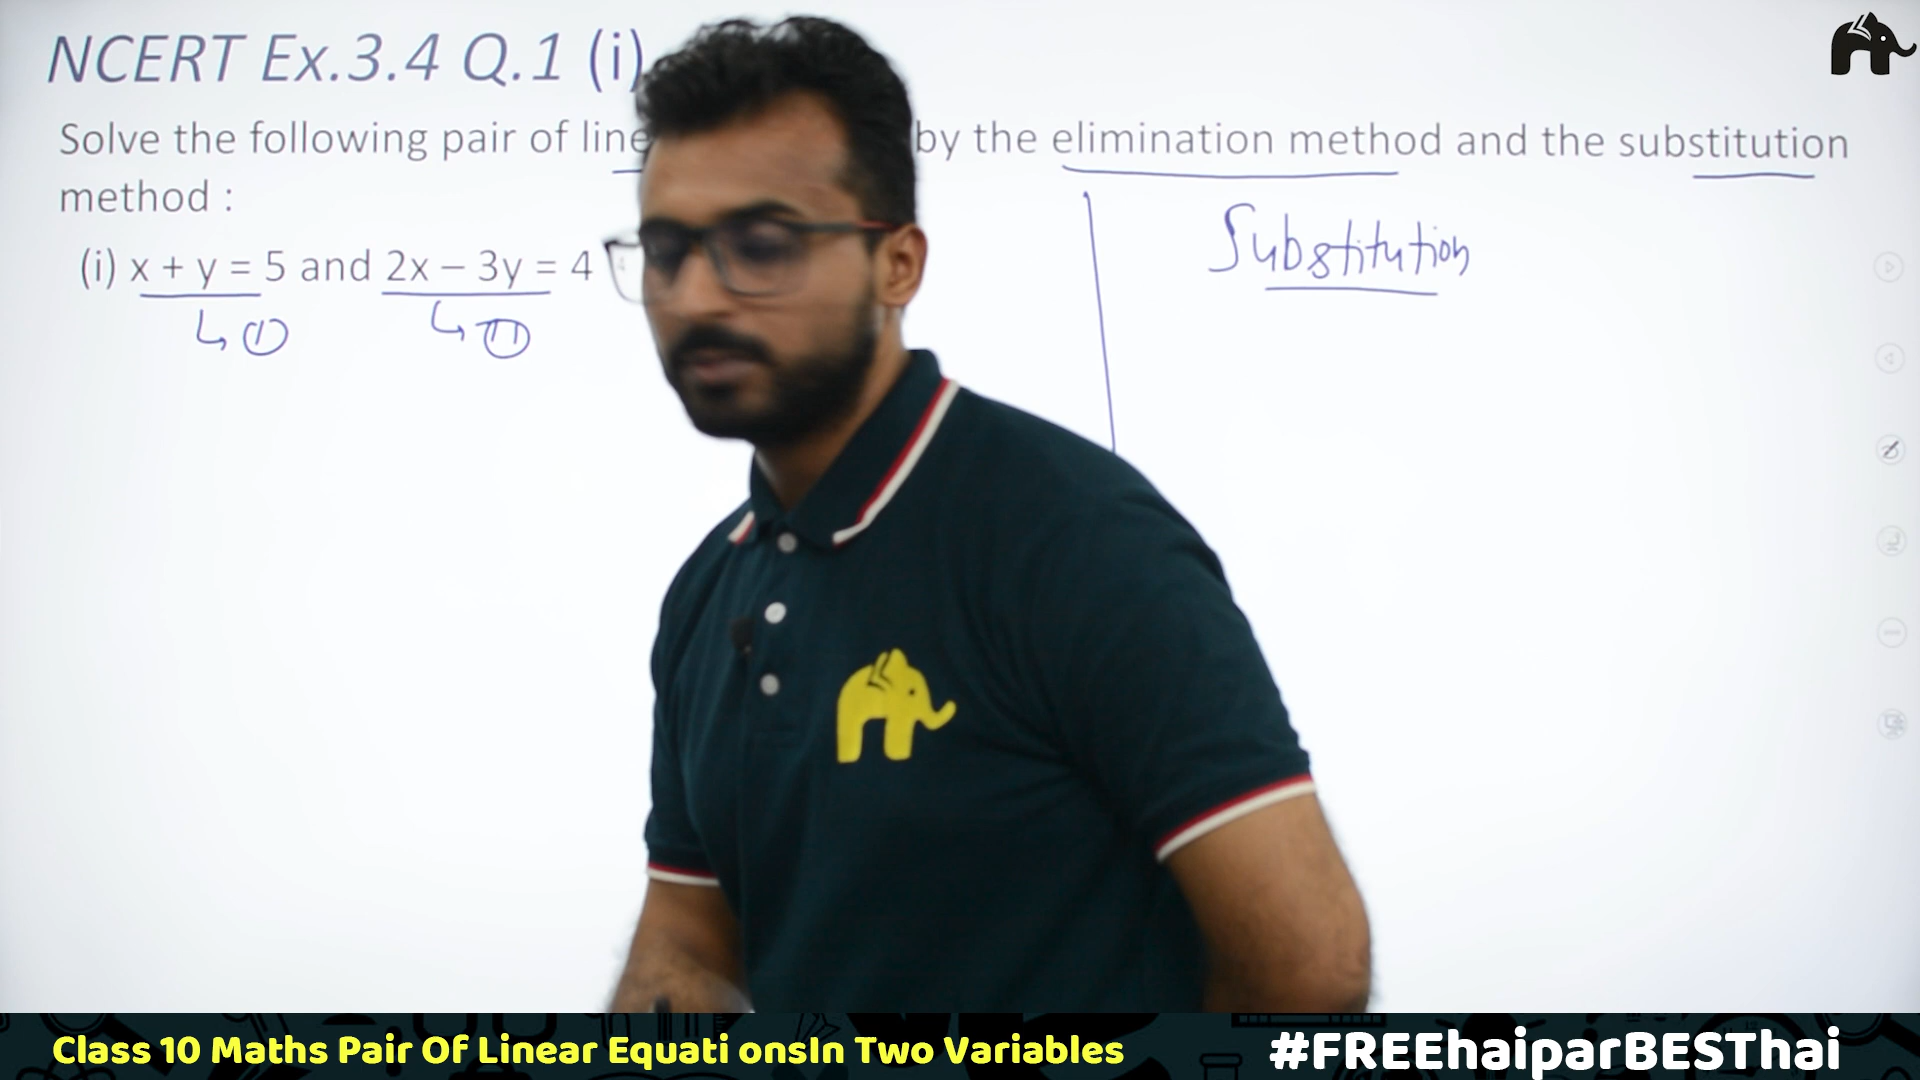 NCERT Ex.3.4 Q.1 (i)
Solve the following pair of line by the elimination method and the substitution
method :
(i) x + y = 5 and 2x – 3y = 4
↳ Ⓘ ↳ Ⓘ Ⓘ
Substitution
Class 10 Maths Pair Of Linear Equati onsIn Two Variables #FREEhaiparBESThai